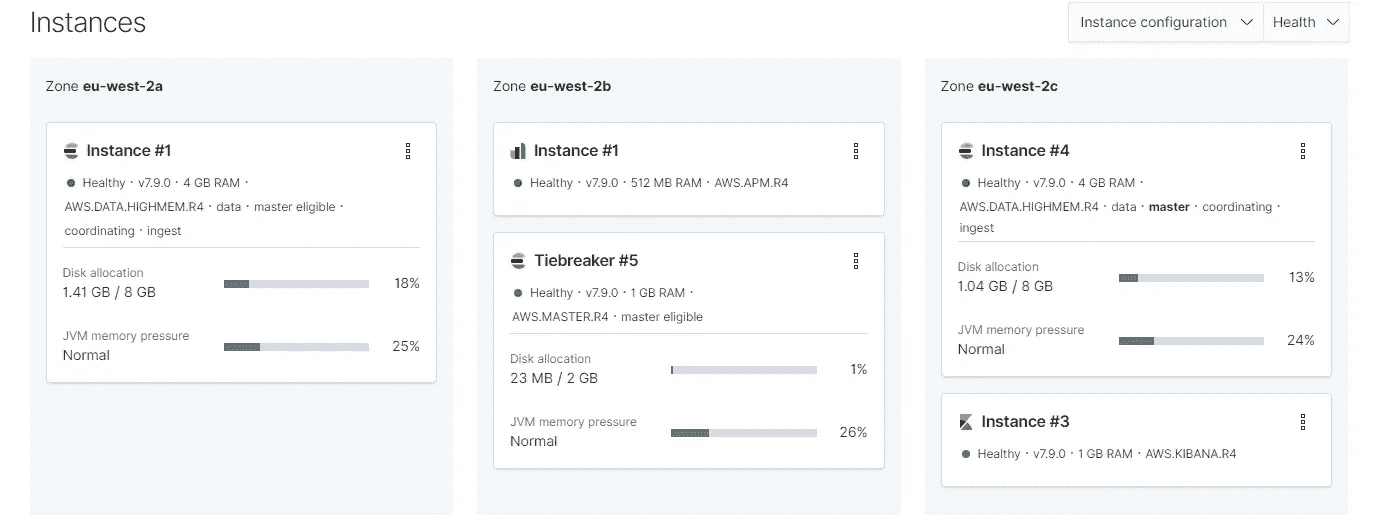 Instances
Instance configuration
Health
Zone eu-west-2a
Instance #1
Healthy · v7.9.0 · 4 GB RAM ·
AWS.DATA.HIGHMEM.R4 · data · master eligible ·
coordinating · ingest
Disk allocation
1.41 GB / 8 GB
18%
JVM memory pressure
Normal
25%
Zone eu-west-2b
Instance #1
Healthy · v7.9.0 · 512 MB RAM · AWS.APM.R4
Tiebreaker #5
Healthy · v7.9.0 · 1 GB RAM ·
AWS.MASTER.R4 · master eligible
Disk allocation
23 MB / 2 GB
1%
JVM memory pressure
Normal
26%
Zone eu-west-2c
Instance #4
Healthy · v7.9.0 · 4 GB RAM ·
AWS.DATA.HIGHMEM.R4 · data · master · coordinating ·
ingest
Disk allocation
1.04 GB / 8 GB
13%
JVM memory pressure
Normal
24%
Instance #3
Healthy · v7.9.0 · 1 GB RAM · AWS.KIBANA.R4